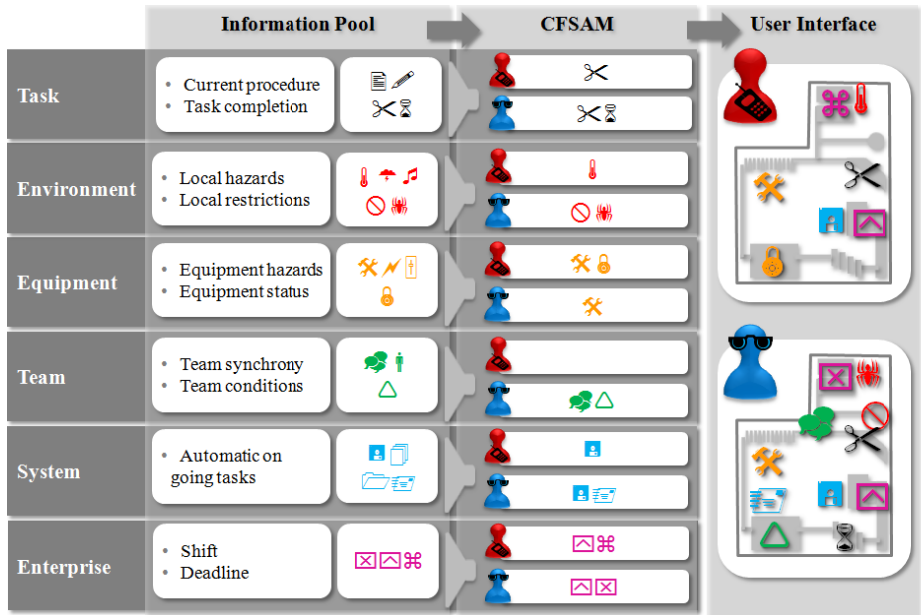 Information Pool
CFSAM
User Interface
Task
Current procedure
Task completion
Environment
Local hazards
Local restrictions
Equipment
Equipment hazards
Equipment status
Team
Team synchrony
Team conditions
System
Automatic on
going tasks
Enterprise
Shift
Deadline